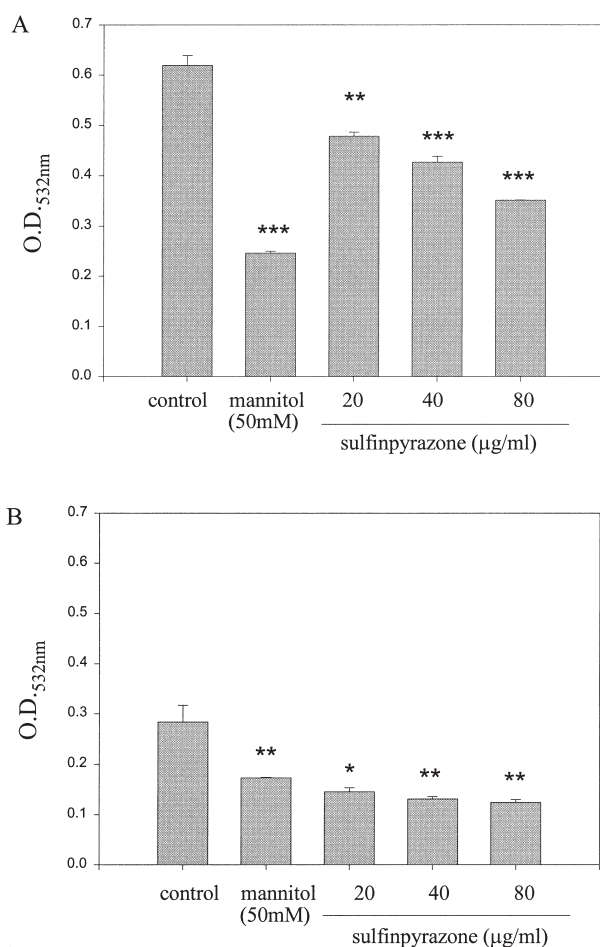 A
0.7
0.6
0.5
0.4
0.3
0.2
0.1
0.0
O.D.532nm
***
**
***
***
control
mannitol
(50mM)
20
40
80
sulfinpyrazone (μg/ml)
B
0.7
0.6
0.5
0.4
0.3
0.2
0.1
0.0
O.D.532nm
**
*
**
**
control
mannitol
(50mM)
20
40
80
sulfinpyrazone (μg/ml)